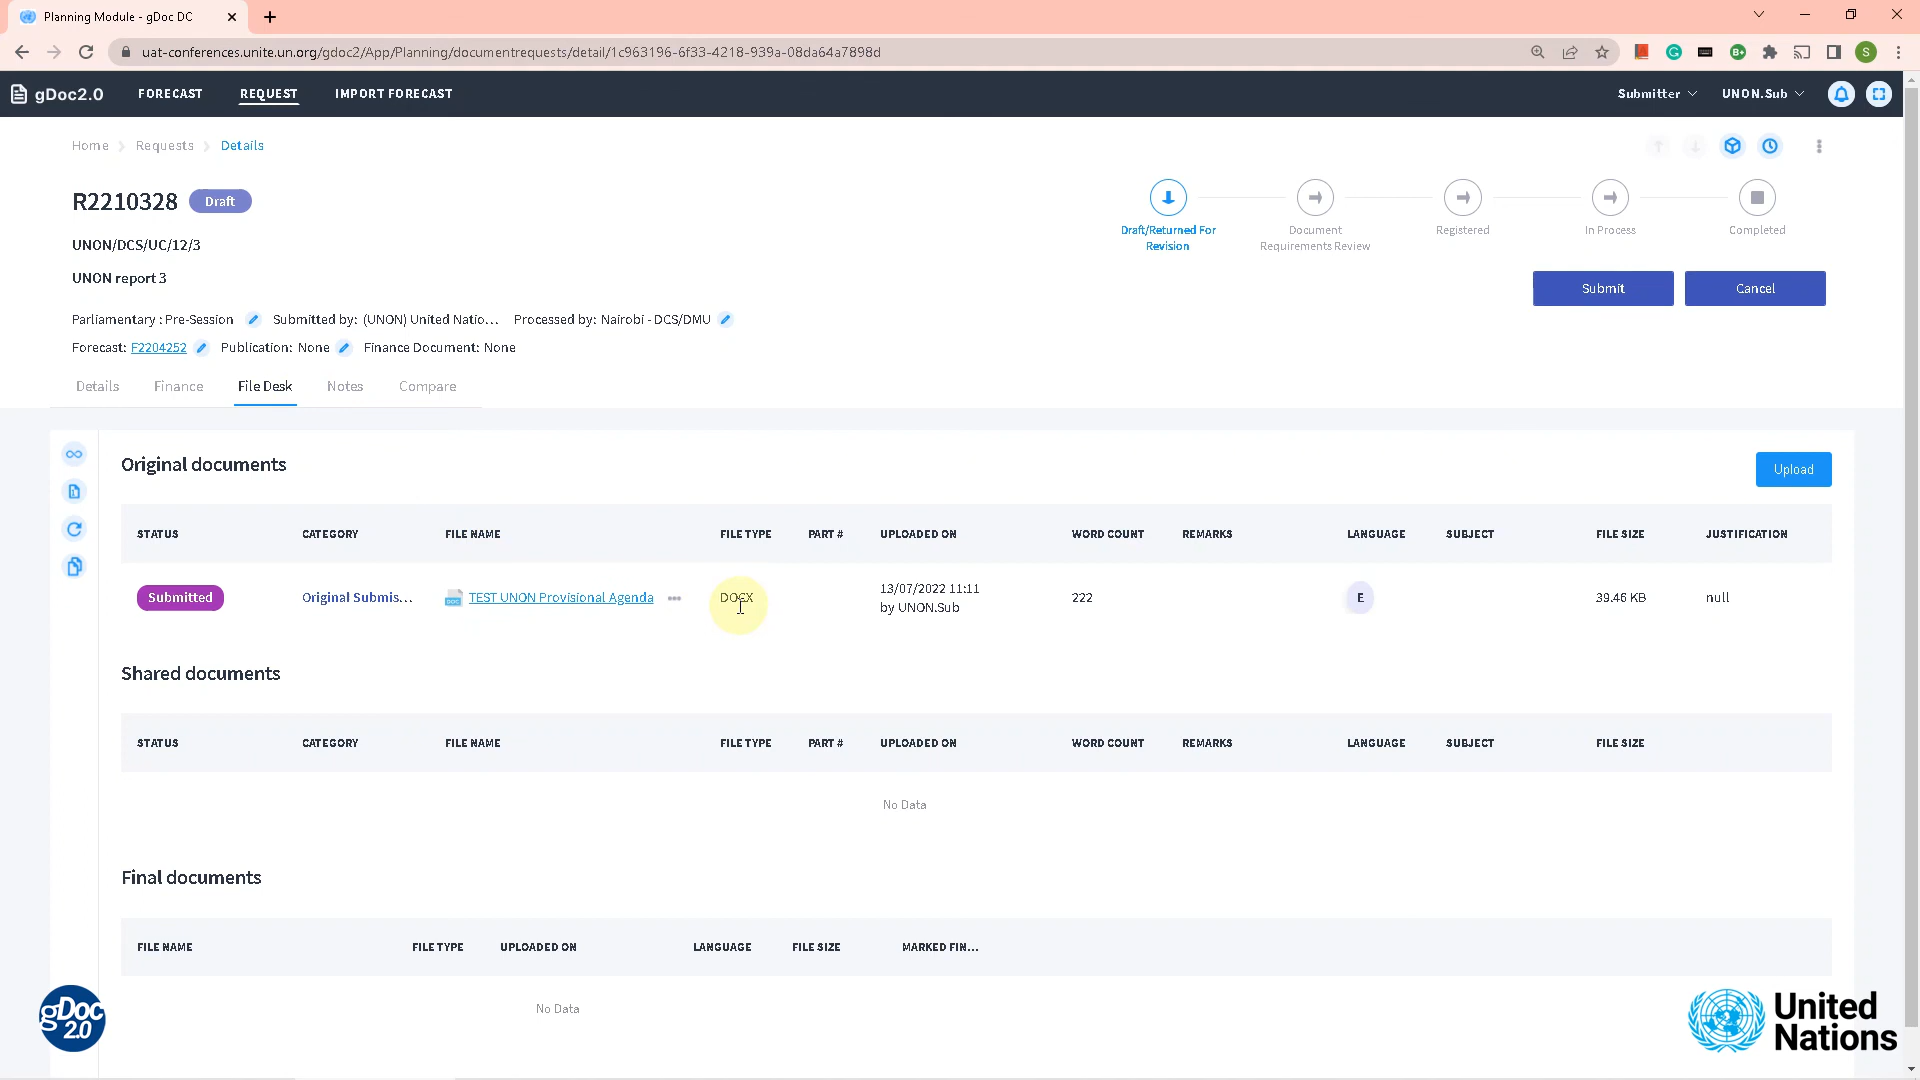 Planning Module - gDoc DC
uat-conferences.unite.un.org/gdoc2/App/Planning/documentrequests/detail/1c963196-6f33-4218-939a-08da64a7898d
S
gDoc2.0
FORECAST
REQUEST
IMPORT FORECAST
Submitter
UNON.Sub
Home
Requests
Details
R2210328
Draft
UNON/DCS/UC/12/3
UNON report 3
Parliamentary : Pre-Session
Submitted by: (UNON) United Natio...
Processed by: Nairobi - DCS/DMU
Forecast: F2204252
Publication: None
Finance Document: None
Draft/Returned For
Revision
Document
Requirements Review
Registered
In Process
Completed
Submit
Cancel
Details
Finance
File Desk
Notes
Compare
Original documents
Upload
STATUS CATEGORY FILE NAME FILE TYPE PART # UPLOADED ON WORD COUNT REMARKS LANGUAGE SUBJECT FILE SIZE JUSTIFICATION
Submitted Original Submis... DOC TEST UNON Provisional Agenda DOCX 13/07/2022 11:11 222 E 39.46 KB null
by UNON.Sub
Shared documents
STATUS CATEGORY FILE NAME FILE TYPE PART # UPLOADED ON WORD COUNT REMARKS LANGUAGE SUBJECT FILE SIZE
No Data
Final documents
FILE NAME FILE TYPE UPLOADED ON LANGUAGE FILE SIZE MARKED FIN...
No Data
gDoc
2.0
United
Nations